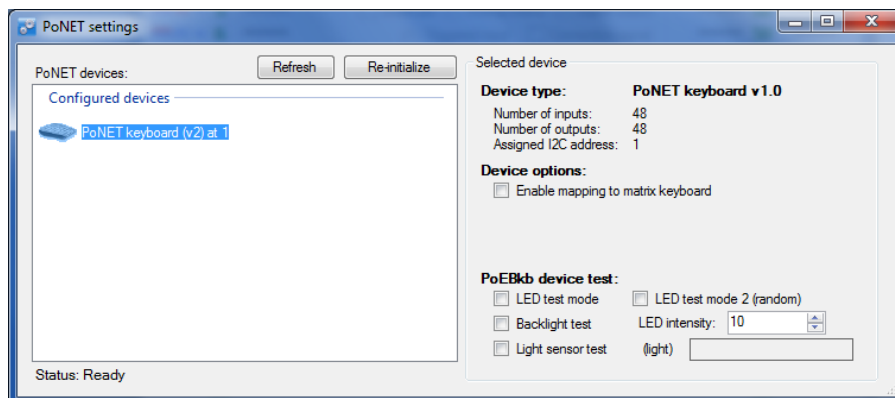 PoNET settings
PoNET devices:
Refresh
Re-initialize
Configured devices
PoNET keyboard (v2) at 1
Status: Ready
Selected device
Device type: PoNET keyboard v1.0
Number of inputs: 48
Number of outputs: 48
Assigned I2C address: 1
Device options:
Enable mapping to matrix keyboard
PoEBkb device test:
LED test mode LED test mode 2 (random)
Backlight test LED intensity: 10
Light sensor test (light)